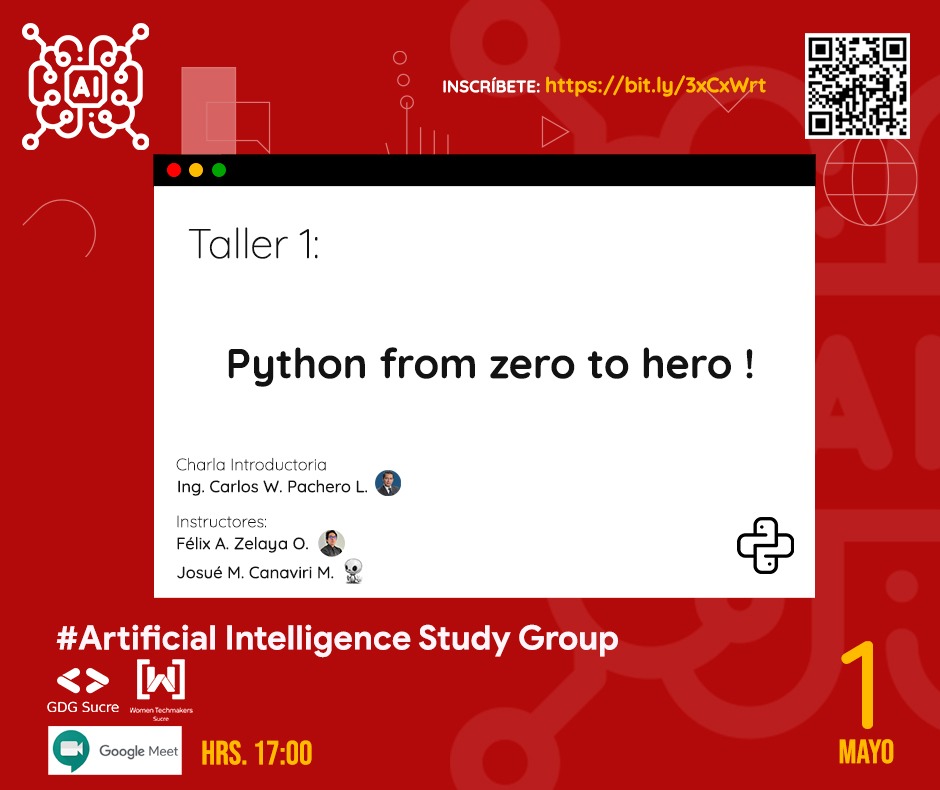 AI
INSCRÍBETE: https://bit.ly/3xCxWrt
Taller 1:
Python from zero to hero !
Charla Introductoria
Ing. Carlos W. Pachero L.
Instructores:
Félix A. Zelaya O.
Josué M. Canaviri M.
#Artificial Intelligence Study Group
GDG Sucre
Women Techmakers
Sucre
Google Meet
HRS. 17:00
1
MAYO